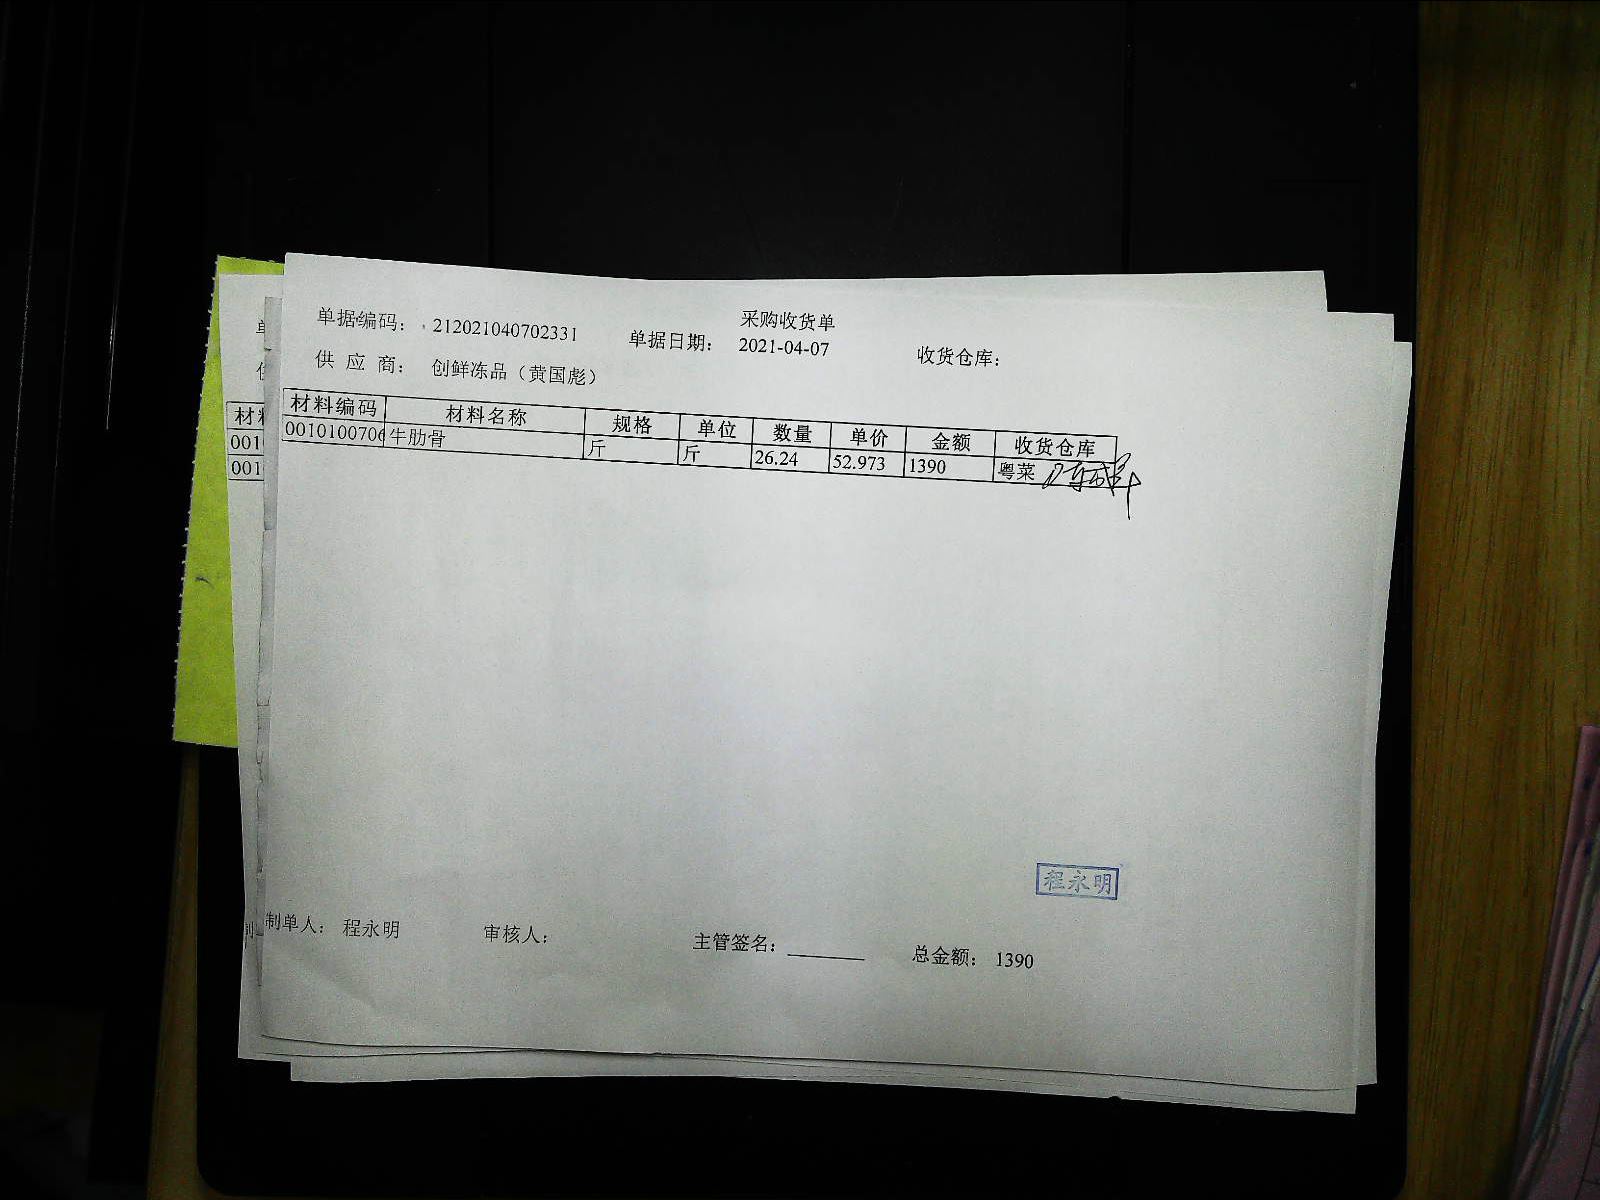 采购收货单
单据编码： 212021040702331 单据日期： 2021-04-07 收货仓库：
供 应 商： 创鲜冻品（黄国彪）
材料编码 材料名称 规格 单位 数量 单价 金额 收货仓库
0010100706 牛肋骨 斤 斤 26.24 52.973 1390 粤菜
材料
0010
001
程永明
制单人： 程永明 审核人： 主管签名： 总金额： 1390